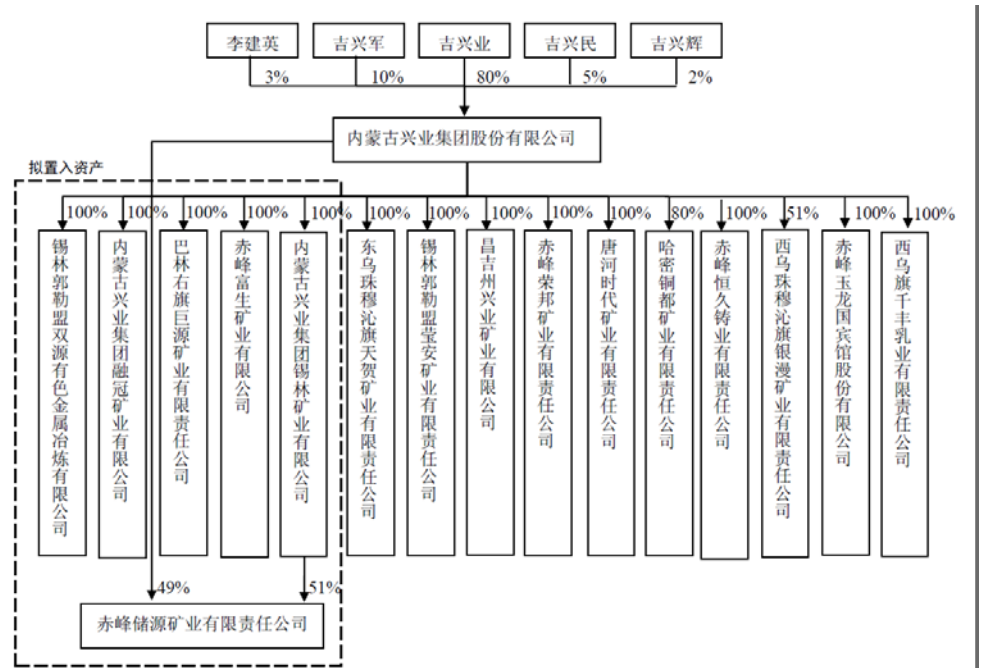 李建英
吉兴军
吉兴业
吉兴民
吉兴辉
3%
10%
80%
5%
2%
内蒙古兴业集团股份有限公司
拟置入资产
100%
100%
100%
100%
100%
100%
100%
100%
100%
100%
80%
100%
51%
100%
100%
锡林郭勒盟双源有色金属冶炼有限公司
内蒙古兴业集团融冠矿业有限公司
巴林右旗巨源矿业有限责任公司
赤峰富生矿业有限公司
内蒙古兴业集团锡林矿业有限公司
东乌珠穆沁旗天贺矿业有限责任公司
锡林郭勒盟莹安矿业有限责任公司
昌吉州兴业矿业有限公司
赤峰荣邦矿业有限责任公司
唐河时代矿业有限责任公司
哈密铜都矿业有限责任公司
赤峰恒久铸业有限责任公司
西乌珠穆沁旗银漫矿业有限责任公司
赤峰玉龙国宾馆股份有限公司
西乌旗千丰乳业有限责任公司
49%
51%
赤峰储源矿业有限责任公司